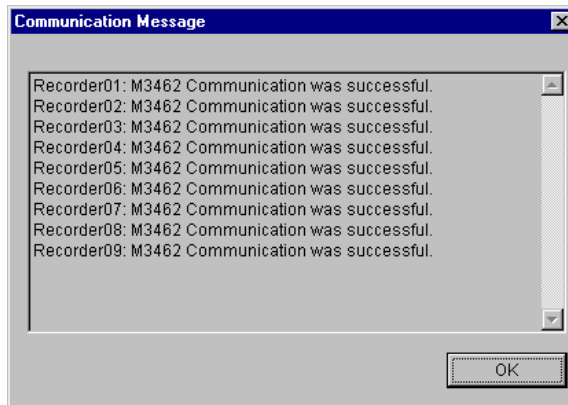 Communication Message
Recorder01: M3462 Communication was successful.
Recorder02: M3462 Communication was successful.
Recorder03: M3462 Communication was successful.
Recorder04: M3462 Communication was successful.
Recorder05: M3462 Communication was successful.
Recorder06: M3462 Communication was successful.
Recorder07: M3462 Communication was successful.
Recorder08: M3462 Communication was successful.
Recorder09: M3462 Communication was successful.
OK